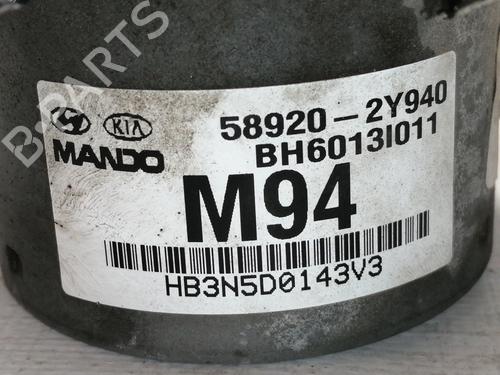 B-PARTS
KIA
MANDO
58920-2Y940
BH6013I011
M94
HB3N5D0143V3